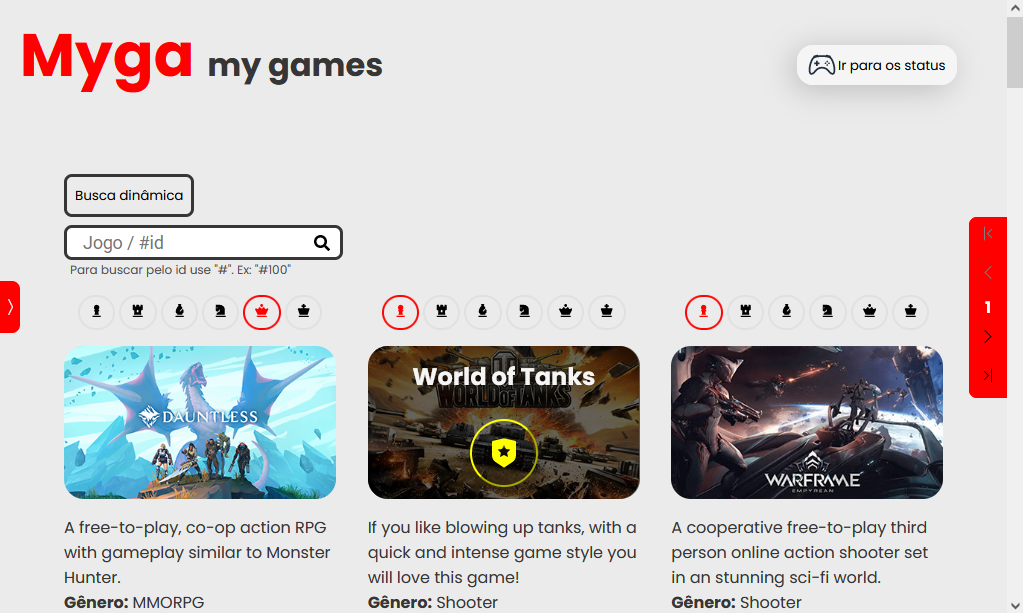 Myga my games
Ir para os status
Busca dinâmica
Jogo / #id
Para buscar pelo id use "#". Ex: "#100"
1
DAUNTLESS
World of Tanks
WORLD OF TANKS
WARFRAME
EMPYREAN
A free-to-play, co-op action RPG
with gameplay similar to Monster
Hunter.
Gênero: MMORPG
If you like blowing up tanks, with a
quick and intense game style you
will love this game!
Gênero: Shooter
A cooperative free-to-play third
person online action shooter set
in an stunning sci-fi world.
Gênero: Shooter